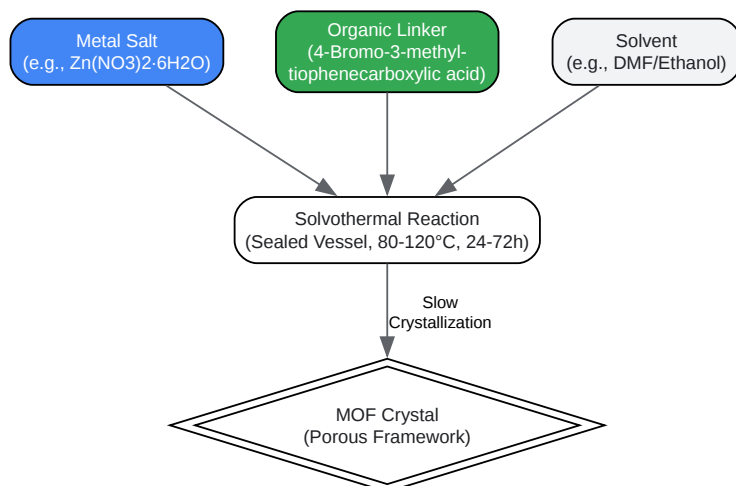 Metal Salt
(e.g., Zn(NO3)2·6H2O)
Organic Linker
(4-Bromo-3-methyl-
tiophenecarboxylic acid)
Solvent
(e.g., DMF/Ethanol)
Solvothermal Reaction
(Sealed Vessel, 80-120°C, 24-72h)
Slow
Crystallization
MOF Crystal
(Porous Framework)